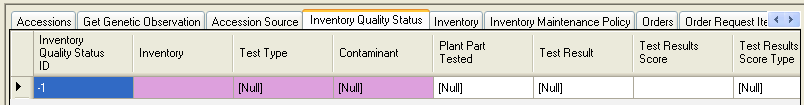 Accessions Get Genetic Observation Accession Source Inventory Quality Status Inventory Inventory Maintenance Policy Orders Order Request Ite
Inventory Quality Status ID Inventory Test Type Contaminant Plant Part Tested Test Result Test Results Score Test Results Score Type
-1 [Null] [Null] [Null] [Null] [Null]